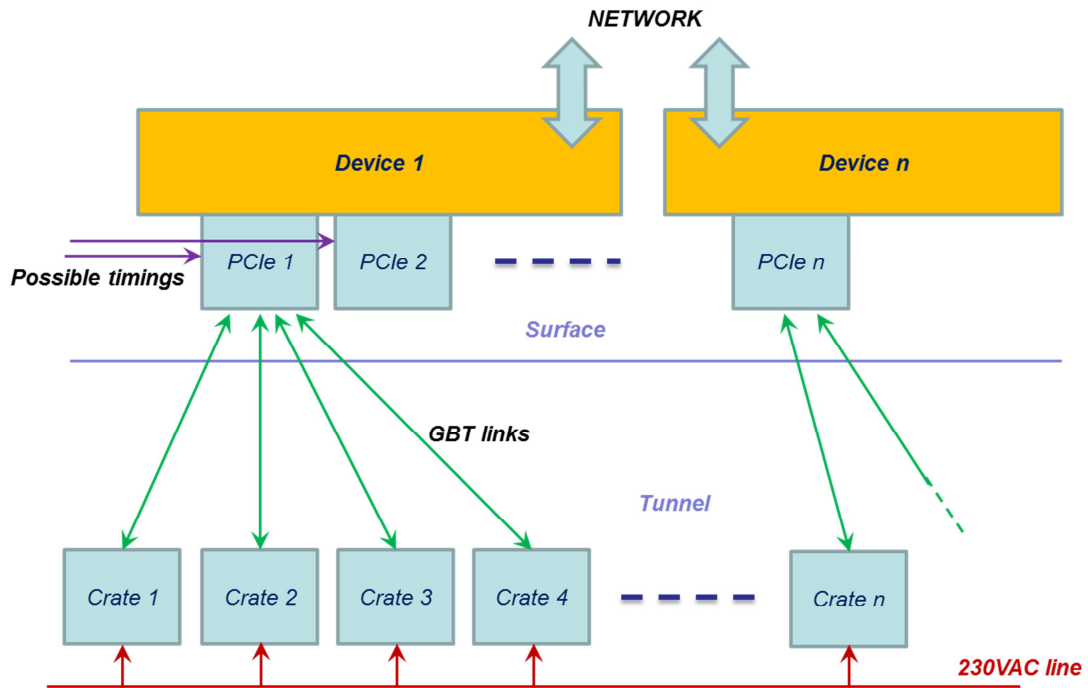 NETWORK
Device 1
Device n
PCIe 1
PCIe 2
PCIe n
Possible timings
Surface
GBT links
Tunnel
Crate 1
Crate 2
Crate 3
Crate 4
Crate n
230VAC line